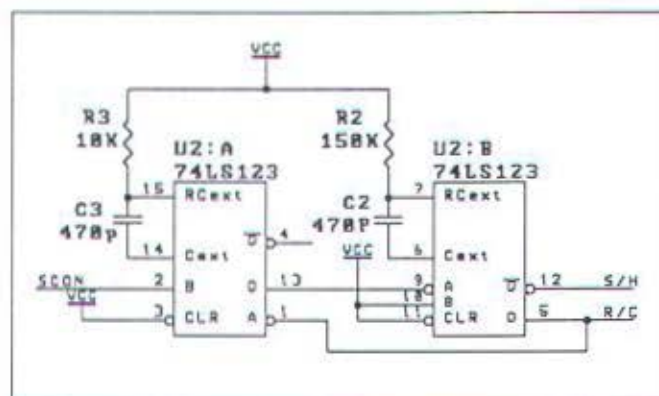 VCC
R3
10K
R2
150K
U2:A
74LS123
U2:B
74LS123
15
RCext
7
RCext
C3
470p
C2
470P
4
Q
14
Cext
VCC
6
Cext
SCON
2
B
Q
13
9
A
Q
12
S/H
VCC
10
B
3
CLR
A
1
11
CLR
Q
5
R/C